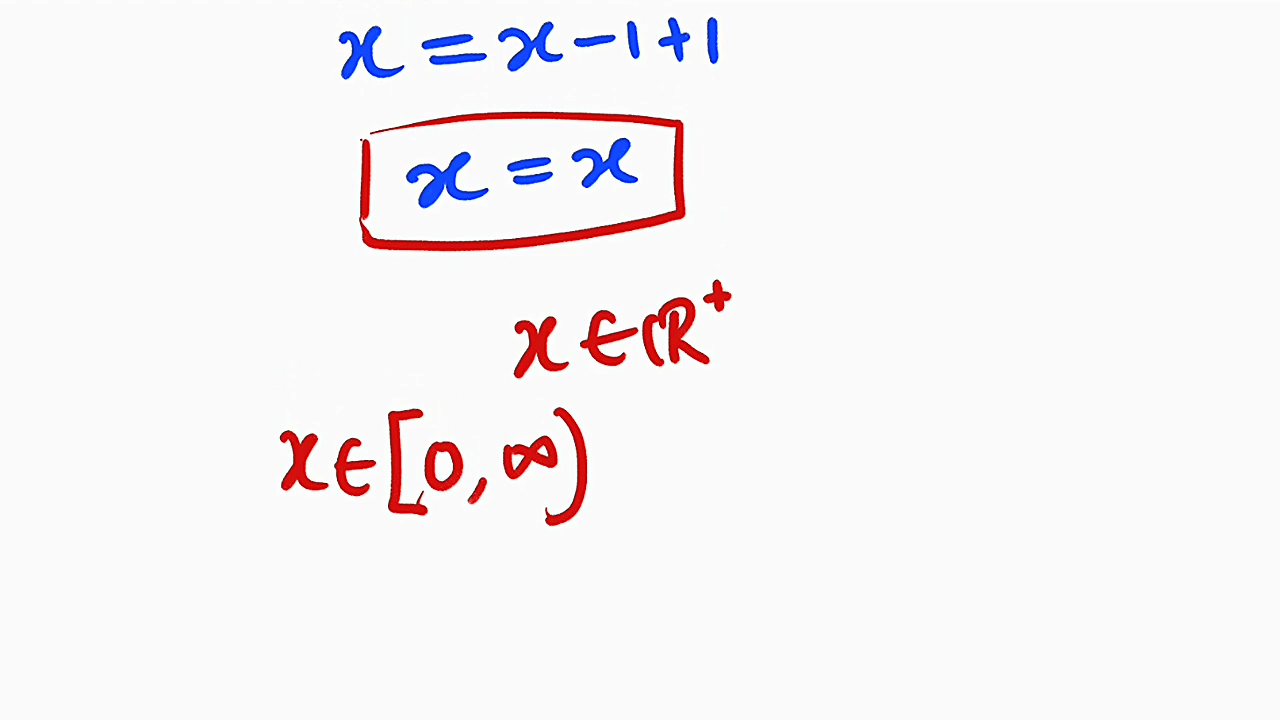 x = x - 1 + 1
x = x
x ∈ ℝ⁺
x ∈ [0, ∞)